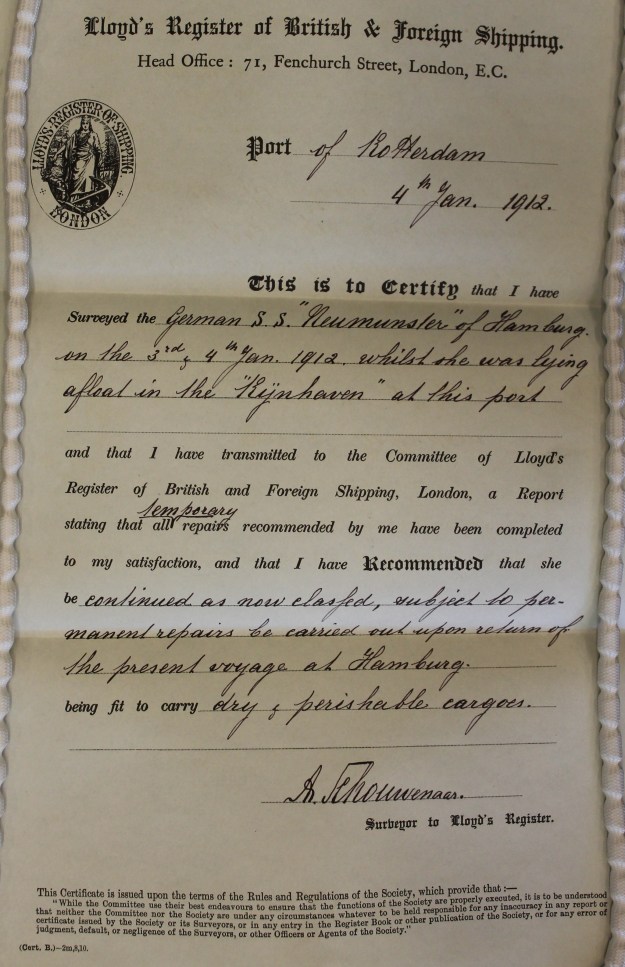 Lloyd's Register of British & Foreign Shipping.
Head Office: 71, Fenchurch Street, London, E.C.
LLOYD'S REGISTER OF SHIPPING
LONDON
Port of Rotterdam
4th Jan. 1912.
This is to Certify that I have
Surveyed the German S.S. "Neumunster" of Hamburg.
on the 3rd & 4th Jan. 1912. whilst she was lying
afloat in the "Rijnhaven" at this port
and that I have transmitted to the Committee of Lloyd's
Register of British and Foreign Shipping, London, a Report
temporary
stating that all repairs recommended by me have been completed
to my satisfaction, and that I have Recommended that she
be continued as now classed, subject to per-
manent repairs be carried out upon return of
the present voyage at Hamburg.
being fit to carry dry & perishable cargoes.
A. Schouwenaar.
Surveyor to Lloyd's Register.
This Certificate is issued upon the terms of the Rules and Regulations of the Society, which provide that :—
"While the Committee use their best endeavours to ensure that the functions of the Society are properly executed, it is to be understood
that neither the Committee nor the Society are under any circumstances whatever to be held responsible for any inaccuracy in any report or
certificate issued by the Society or its Surveyors, or in any entry in the Register Book or other publication of the Society, or for any error of
judgment, default, or negligence of the Surveyors, or other Officers or Agents of the Society."
(Cert. B.)—2m,8,10.